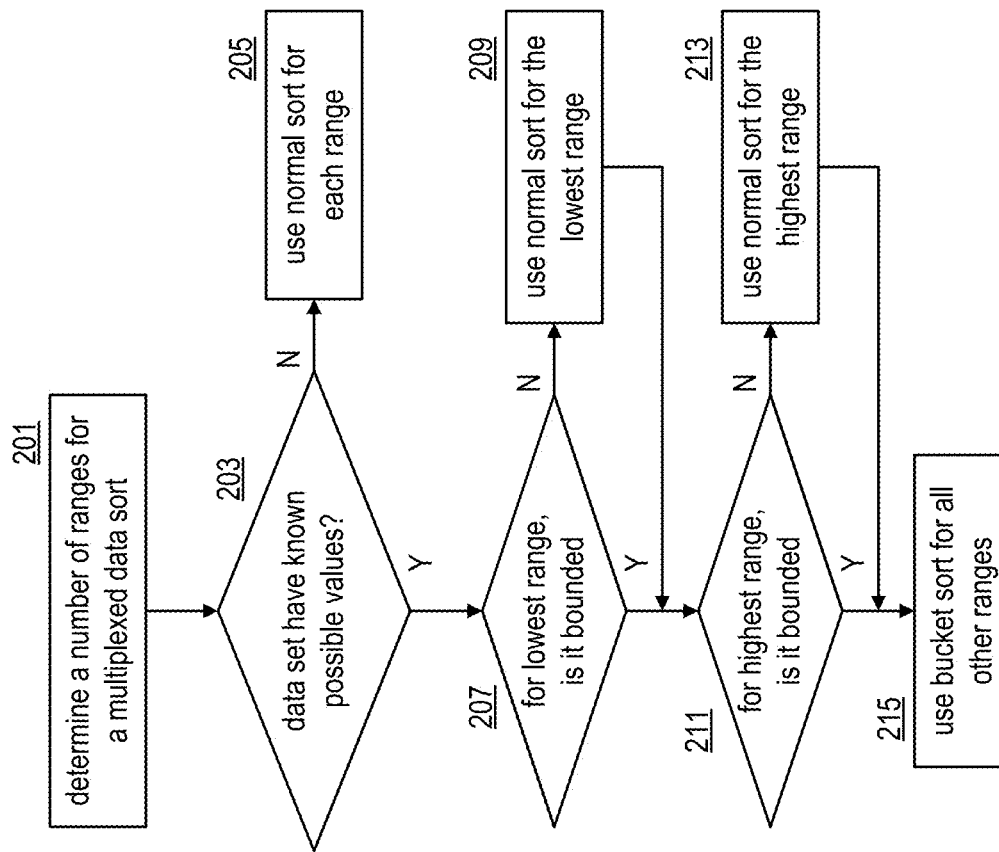 201
determine a number of ranges for
a multiplexed data sort
203
data set have known
possible values?
N
205
use normal sort for
each range
Y
207
for lowest range,
is it bounded
N
209
use normal sort for the
lowest range
Y
211
for highest range,
is it bounded
N
213
use normal sort for the
highest range
Y
215
use bucket sort for all
other ranges